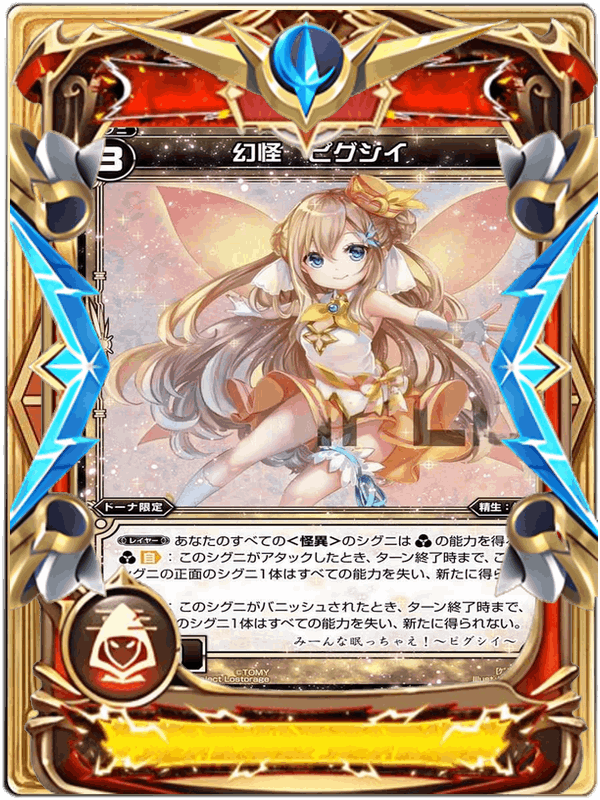 3
幻怪 ピグシイ
トーナ限定
精生:
レイヤー あなたのすべての<怪異>のシグニは の能力を得
自 : このシグニがアタックしたとき、ターン終了時まで、こ
グニの正面のシグニ1体はすべての能力を失い、新たに得ら
: このシグニがバニッシュされたとき、ターン終了時まで、
のシグニ1体はすべての能力を失い、新たに得られない。
みーんな眠っちゃえ!~ピグシイ~
©TOMY
ject Lostorage
Illust